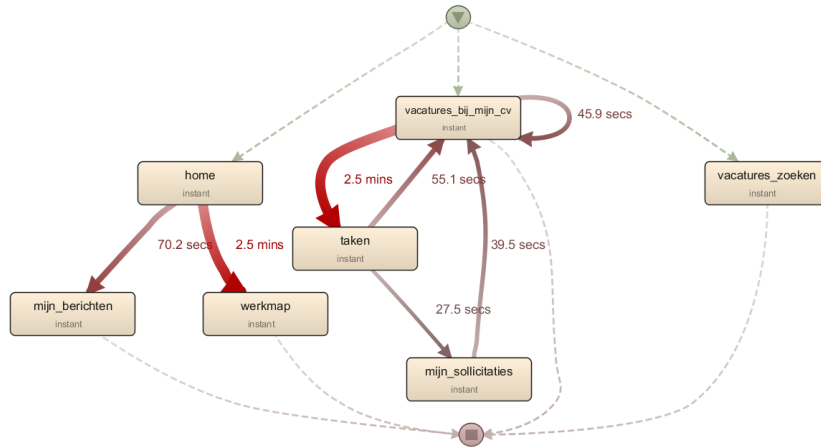 vacatures_bij_mijn_cv
instant
45.9 secs
home
instant
vacatures_zoeken
instant
2.5 mins
55.1 secs
taken
instant
70.2 secs
2.5 mins
39.5 secs
mijn_berichten
instant
werkmap
instant
27.5 secs
mijn_sollicitaties
instant